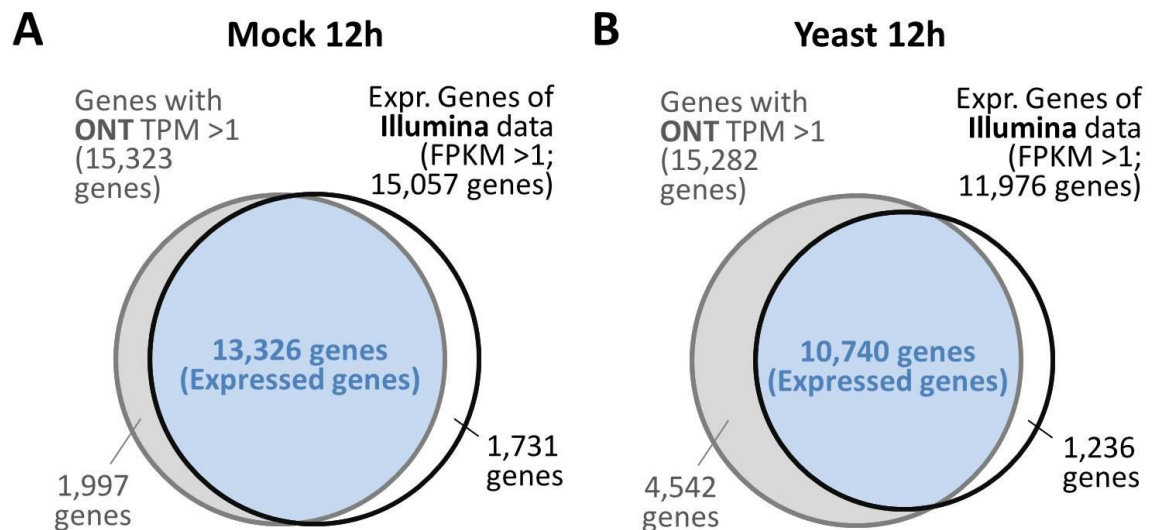 A
Mock 12h
Genes with
ONT TPM >1
(15,323
genes)
Expr. Genes of
Illumina data
(FPKM >1;
15,057 genes)
13,326 genes
(Expressed genes)
1,997
genes
1,731
genes
B
Yeast 12h
Genes with
ONT TPM >1
(15,282
genes)
Expr. Genes of
Illumina data
(FPKM >1;
11,976 genes)
10,740 genes
(Expressed genes)
4,542
genes
1,236
genes